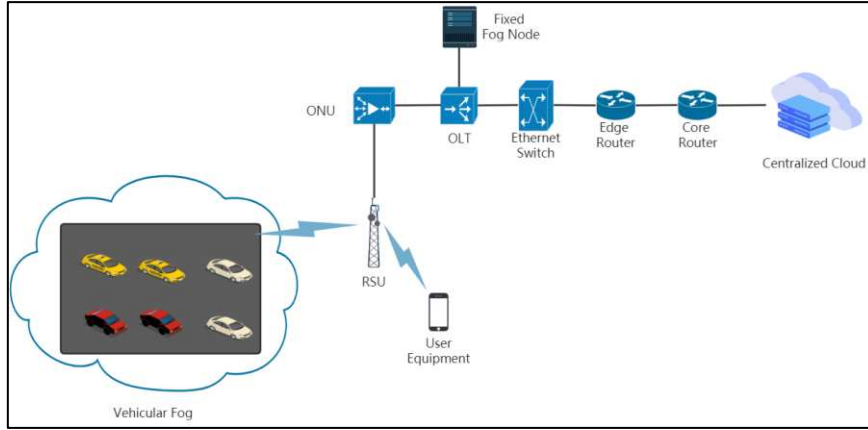 Fixed
Fog Node
ONU
OLT
Ethernet
Switch
Edge
Router
Core
Router
Centralized Cloud
RSU
User
Equipment
Vehicular Fog